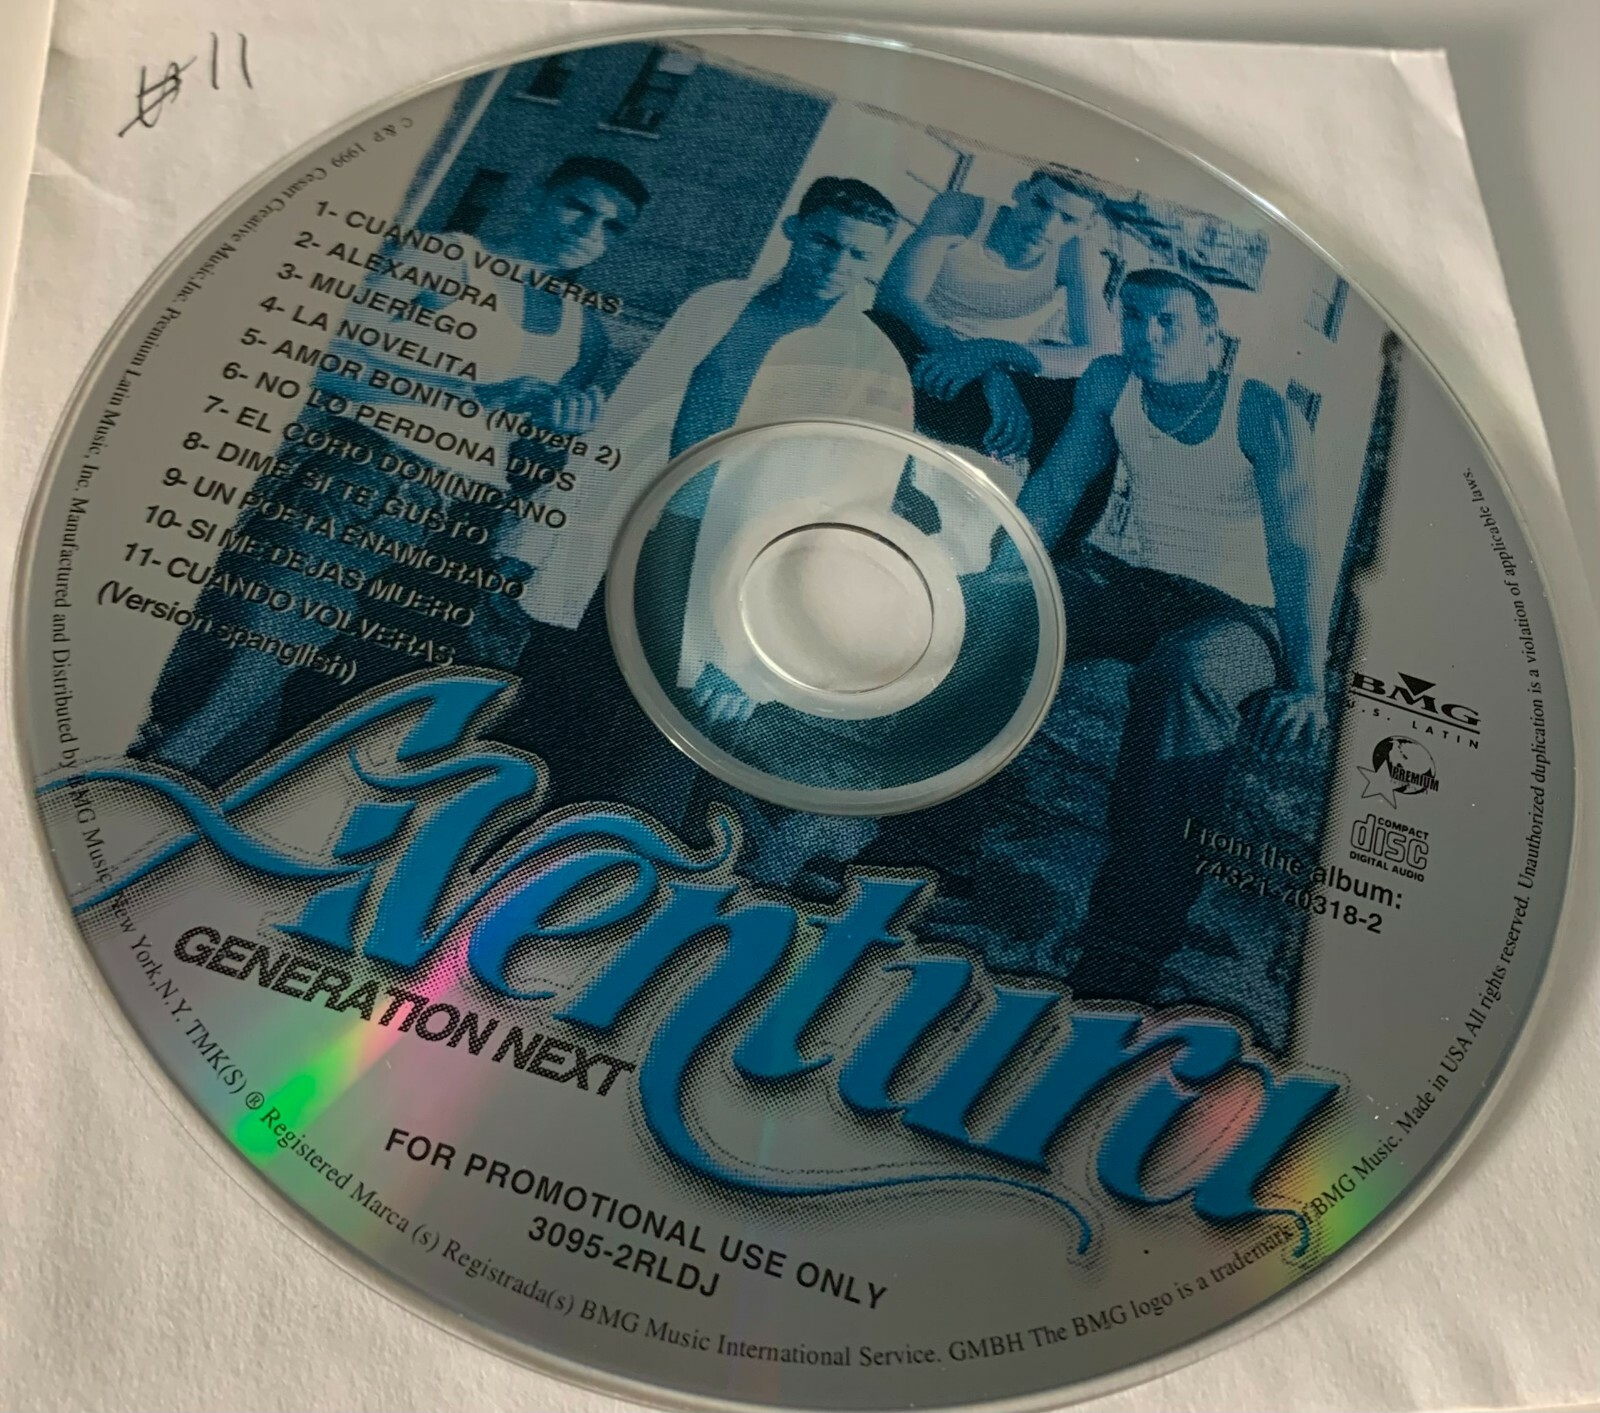 #11
1- CUANDO VOLVERAS
2- ALEXANDRA
3- MUJERIEGO
4- LA NOVELITA
5- AMOR BONITO (Novela 2)
6- NO LO PERDONA DIOS
7- EL CORO DOMINICANO
8- DIME SI TE GUSTO
9- UN POETA ENAMORADO
10- SI ME DEJAS MUERO
11- CUANDO VOLVERAS
(Version spanglish)
BMG
U.S. LATIN
PREMIUM
COMPACT
disc
DIGITAL AUDIO
From the album:
74321-70318-2
Aventura
GENERATION NEXT
FOR PROMOTIONAL USE ONLY
3095-2RLDJ
C & P 1999 Cesart Creative Music,Inc. Premium Latin Music, Inc. Manufactured and Distributed by BMG Music, New York, N.Y. TMK(S) ® Registered Marca (s) Registrada(s) BMG Music International Service. GMBH The BMG logo is a trademark of BMG Music. Made in USA All rights reserved. Unauthorized duplication is a violation of applicable laws.